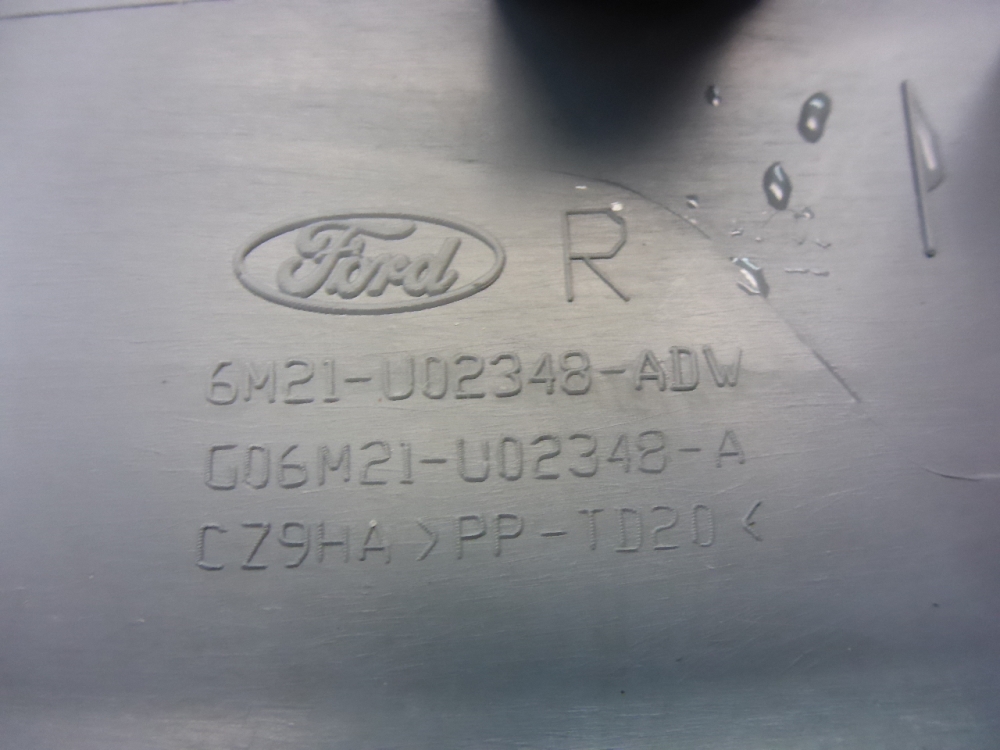 Ford R
6M21-U02348-ADW
G06M21-U02348-A
CZ9HA >PP-TD20<